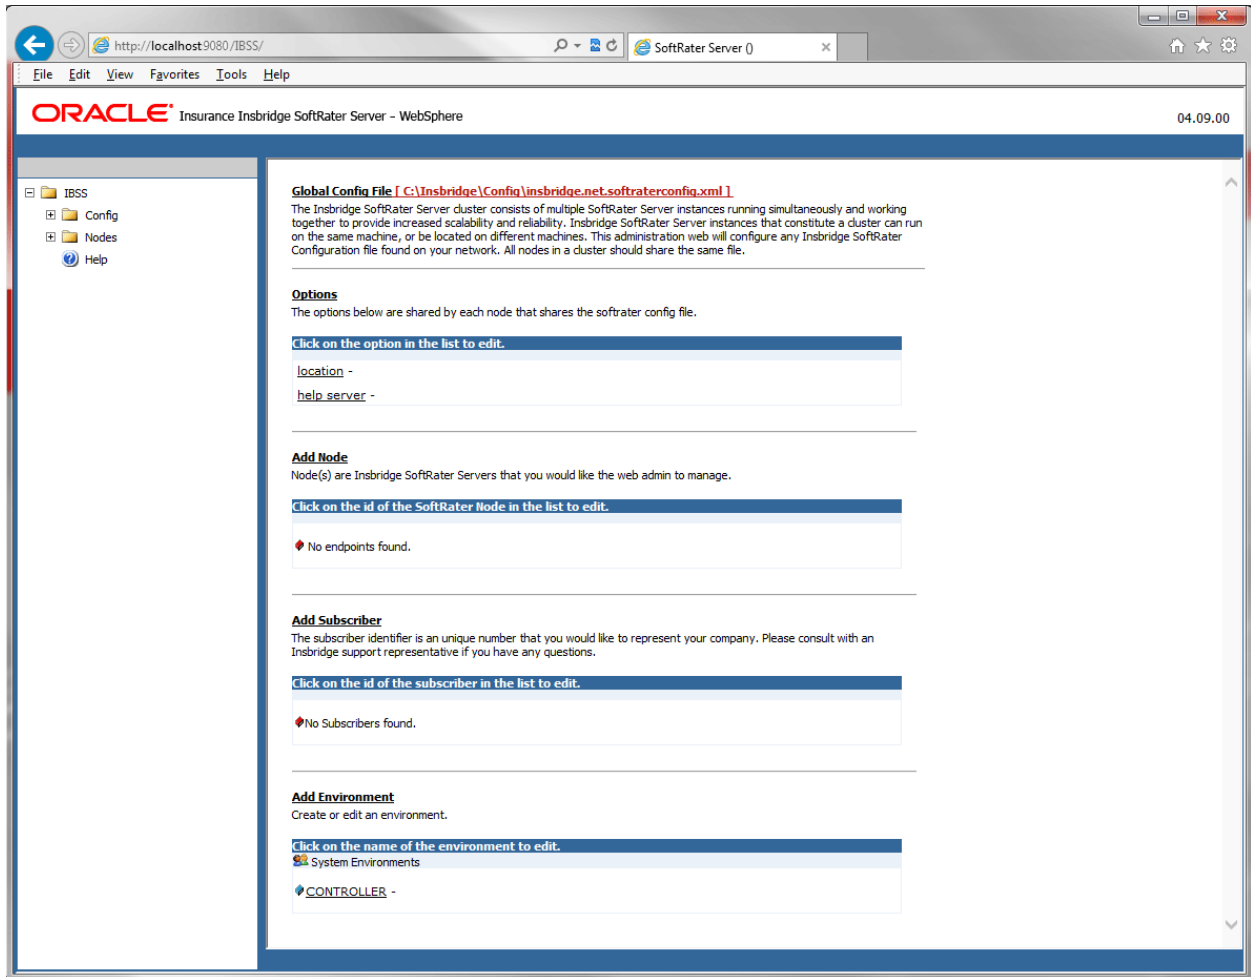 http://localhost:9080/IBSS/
SoftRater Server ()
File Edit View Favorites Tools Help
ORACLE Insurance Insbridge SoftRater Server - WebSphere
04.09.00
IBSS
Config
Nodes
Help
Global Config File [ C:\Insbridge\Config\insbridge.net.softraterconfig.xml ]
The Insbridge SoftRater Server cluster consists of multiple SoftRater Server instances running simultaneously and working
together to provide increased scalability and reliability. Insbridge SoftRater Server instances that constitute a cluster can run
on the same machine, or be located on different machines. This administration web will configure any Insbridge SoftRater
Configuration file found on your network. All nodes in a cluster should share the same file.
Options
The options below are shared by each node that shares the softrater config file.
Click on the option in the list to edit.
location -
help server -
Add Node
Node(s) are Insbridge SoftRater Servers that you would like the web admin to manage.
Click on the id of the SoftRater Node in the list to edit.
No endpoints found.
Add Subscriber
The subscriber identifier is an unique number that you would like to represent your company. Please consult with an
Insbridge support representative if you have any questions.
Click on the id of the subscriber in the list to edit.
No Subscribers found.
Add Environment
Create or edit an environment.
Click on the name of the environment to edit.
System Environments
CONTROLLER -